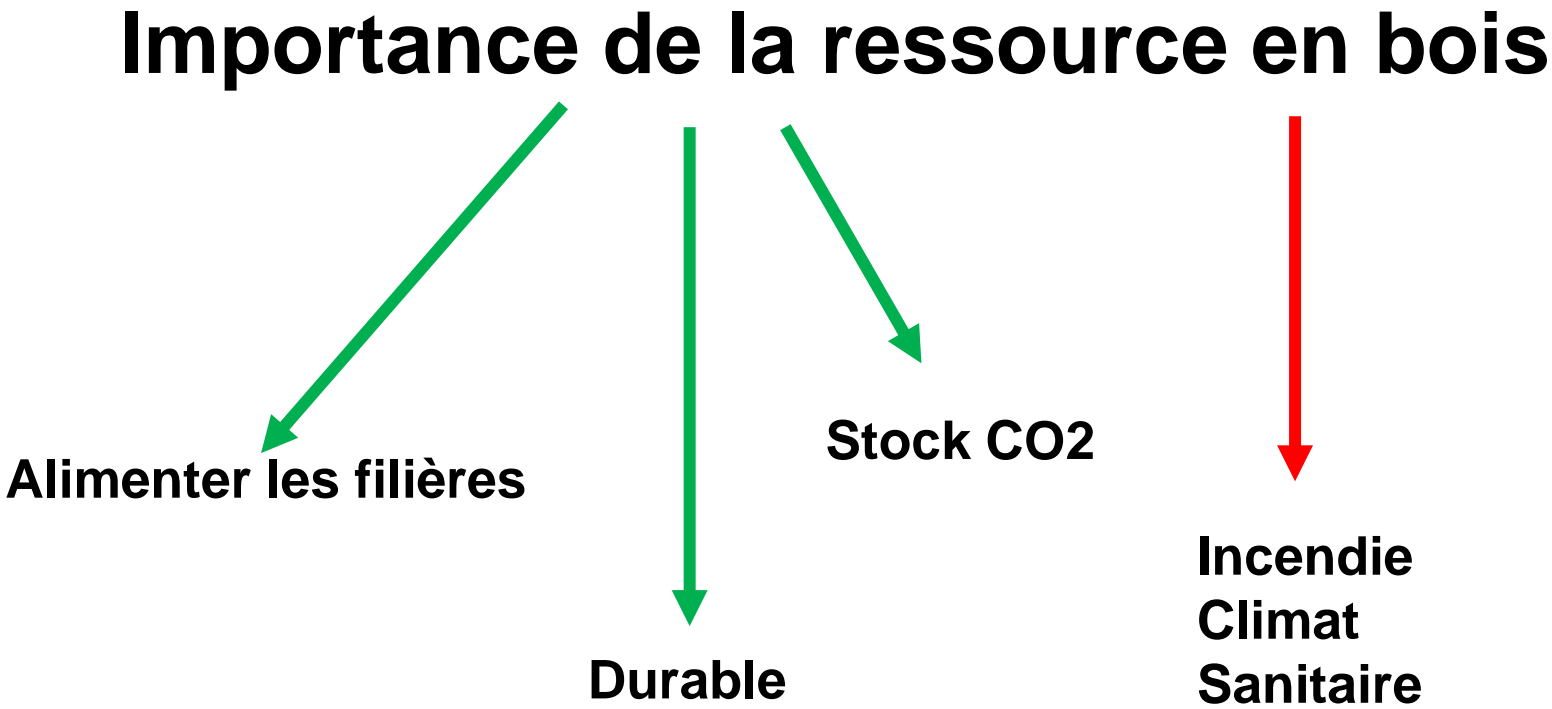 Importance de la ressource en bois
Alimenter les filières
Durable
Stock CO2
Incendie
Climat
Sanitaire